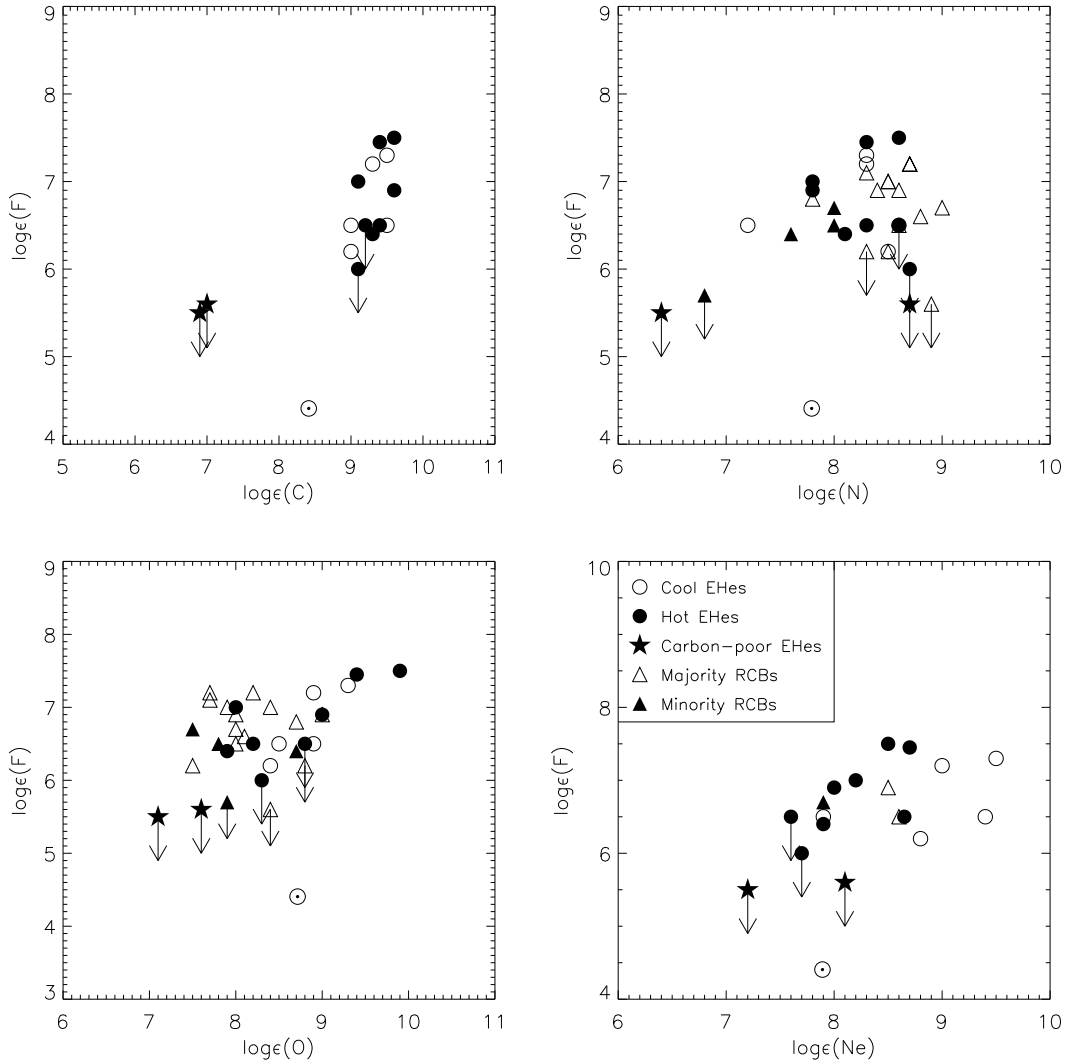 9
8
7
6
5
4
logϵ(F)
5 6 7 8 9 10 11
logϵ(C)
9
8
7
6
5
4
logϵ(F)
6 7 8 9 10
logϵ(N)
9
8
7
6
5
4
3
logϵ(F)
6 7 8 9 10 11
logϵ(O)
10
8
6
4
logϵ(F)
Cool EHes
Hot EHes
Carbon-poor EHes
Majority RCBs
Minority RCBs
6 7 8 9 10
logϵ(Ne)